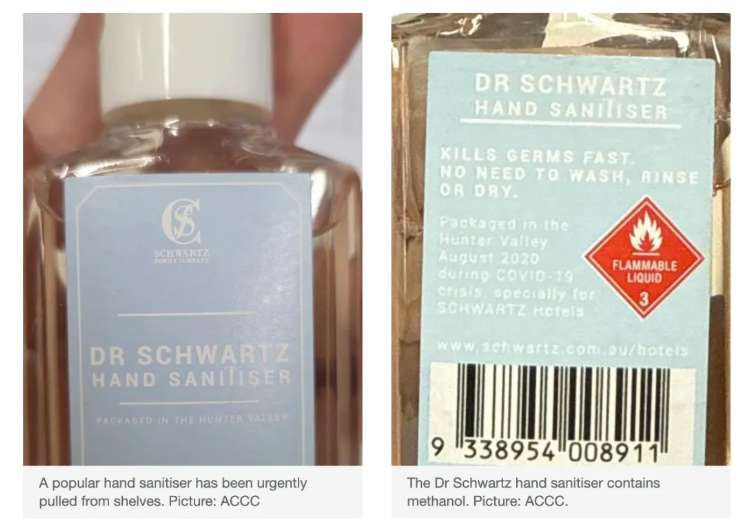 SCHWARTZ
FAMILY COMPANY
DR SCHWARTZ
HAND SANITISER
PACKAGED IN THE HUNTER VALLEY
A popular hand sanitiser has been urgently
pulled from shelves. Picture: ACCC
DR SCHWARTZ
HAND SANITISER
KILLS GERMS FAST.
NO NEED TO WASH, RINSE
OR DRY.
Packaged in the
Hunter Valley
August 2020
during COVID-19
crisis, specially for
SCHWARTZ Hotels
FLAMMABLE
LIQUID
3
www.schwartz.com.au/hotels
9 338954 008911
The Dr Schwartz hand sanitiser contains
methanol. Picture: ACCC.